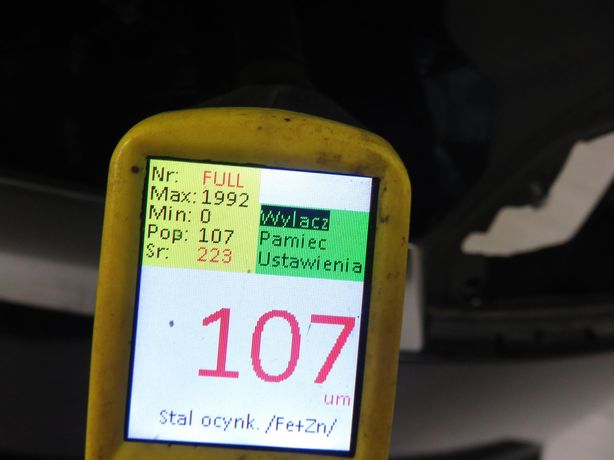 Nr: FULL
Max: 1992
Min: 0
Pop: 107
Sr: 223
Wylacz
Pamiec
Ustawienia
107
um
Stal ocynk. /Fe+Zn/